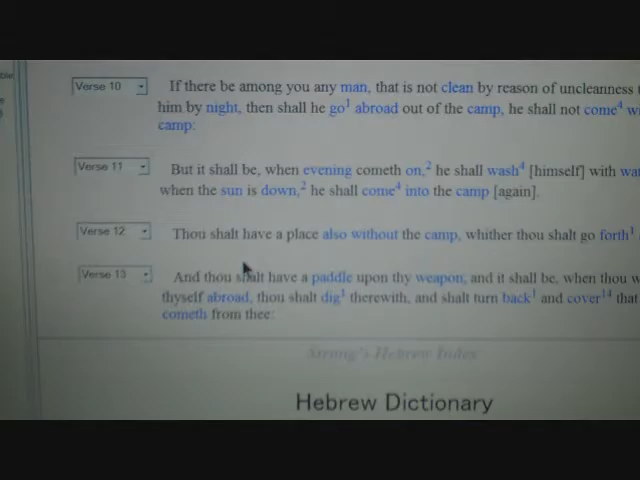 ble
Verse 10 If there be among you any man, that is not clean by reason of uncleanness
him by night, then shall he go1 abroad out of the camp, he shall not come4
camp:
Verse 11 But it shall be, when evening cometh on,2 he shall wash4 [himself] with
when the sun is down,2 he shall come4 into the camp [again].
Verse 12 Thou shalt have a place also without the camp, whither thou shalt go forth1
Verse 13 And thou shalt have a paddle upon thy weapon; and it shall be, when thou
thyself abroad, thou shalt dig1 therewith, and shalt turn back1 and cover14 that
cometh from thee:
Strong's Hebrew Index
Hebrew Dictionary